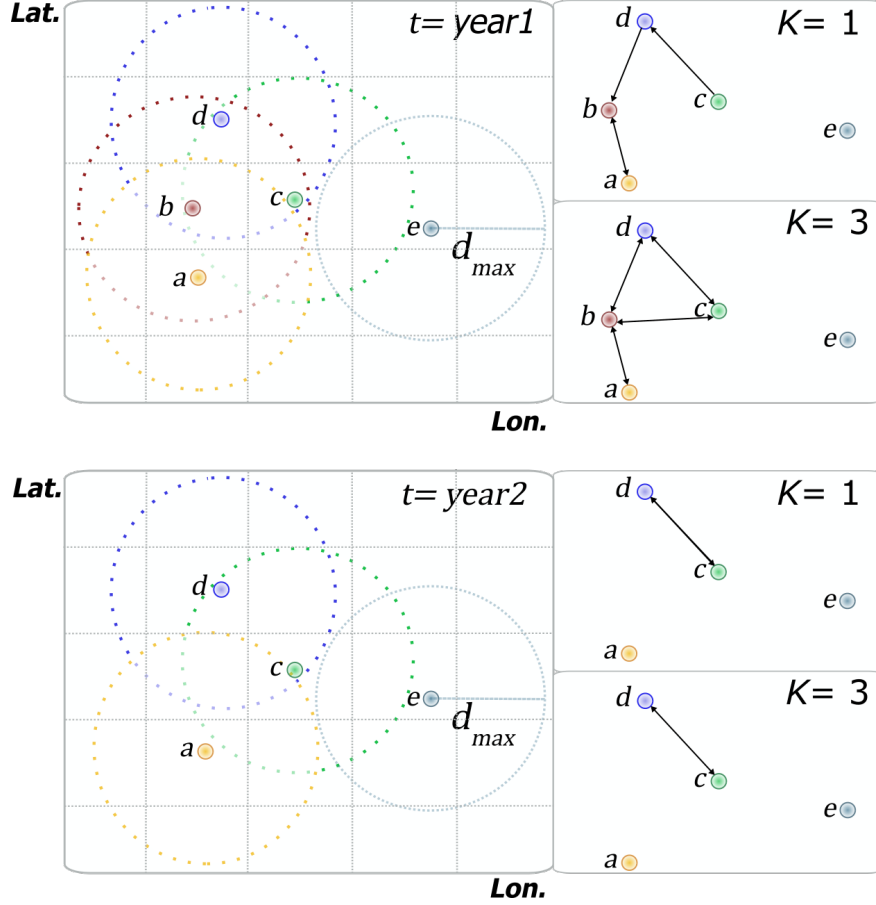 Lat.
t= year1
d
b
c
a
e
d max
Lon.
K= 1
d
b
c
e
a
K= 3
d
b
c
e
a
Lat.
t= year2
d
c
a
e
d max
Lon.
K= 1
d
c
e
a
K= 3
d
c
e
a